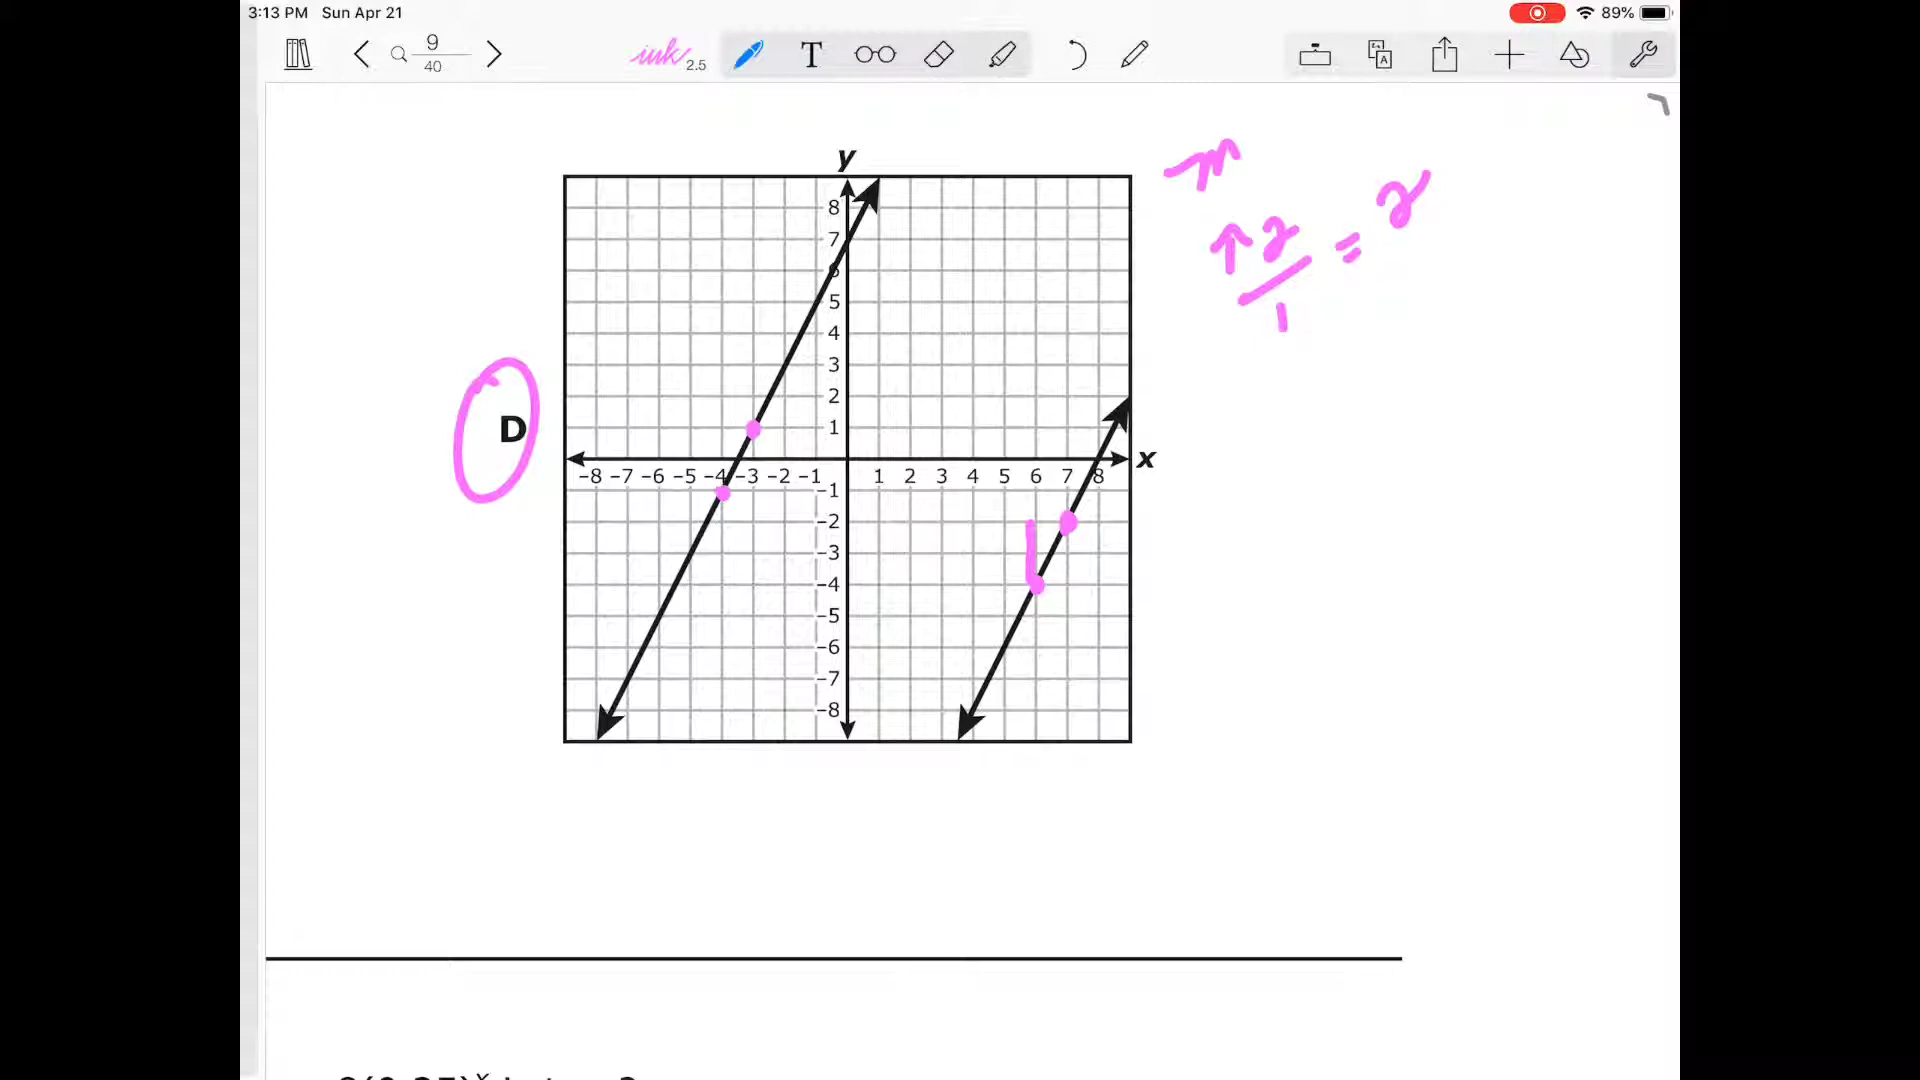 3:13 PM Sun Apr 21
89%
9
40
ink 2.5
T
A
m
↑2/1 = 2
y
8
7
6
5
4
3
2
1
D
x
-8 -7 -6 -5 -4 -3 -2 -1 1 2 3 4 5 6 7 8
-1
-2
-3
-4
-5
-6
-7
-8